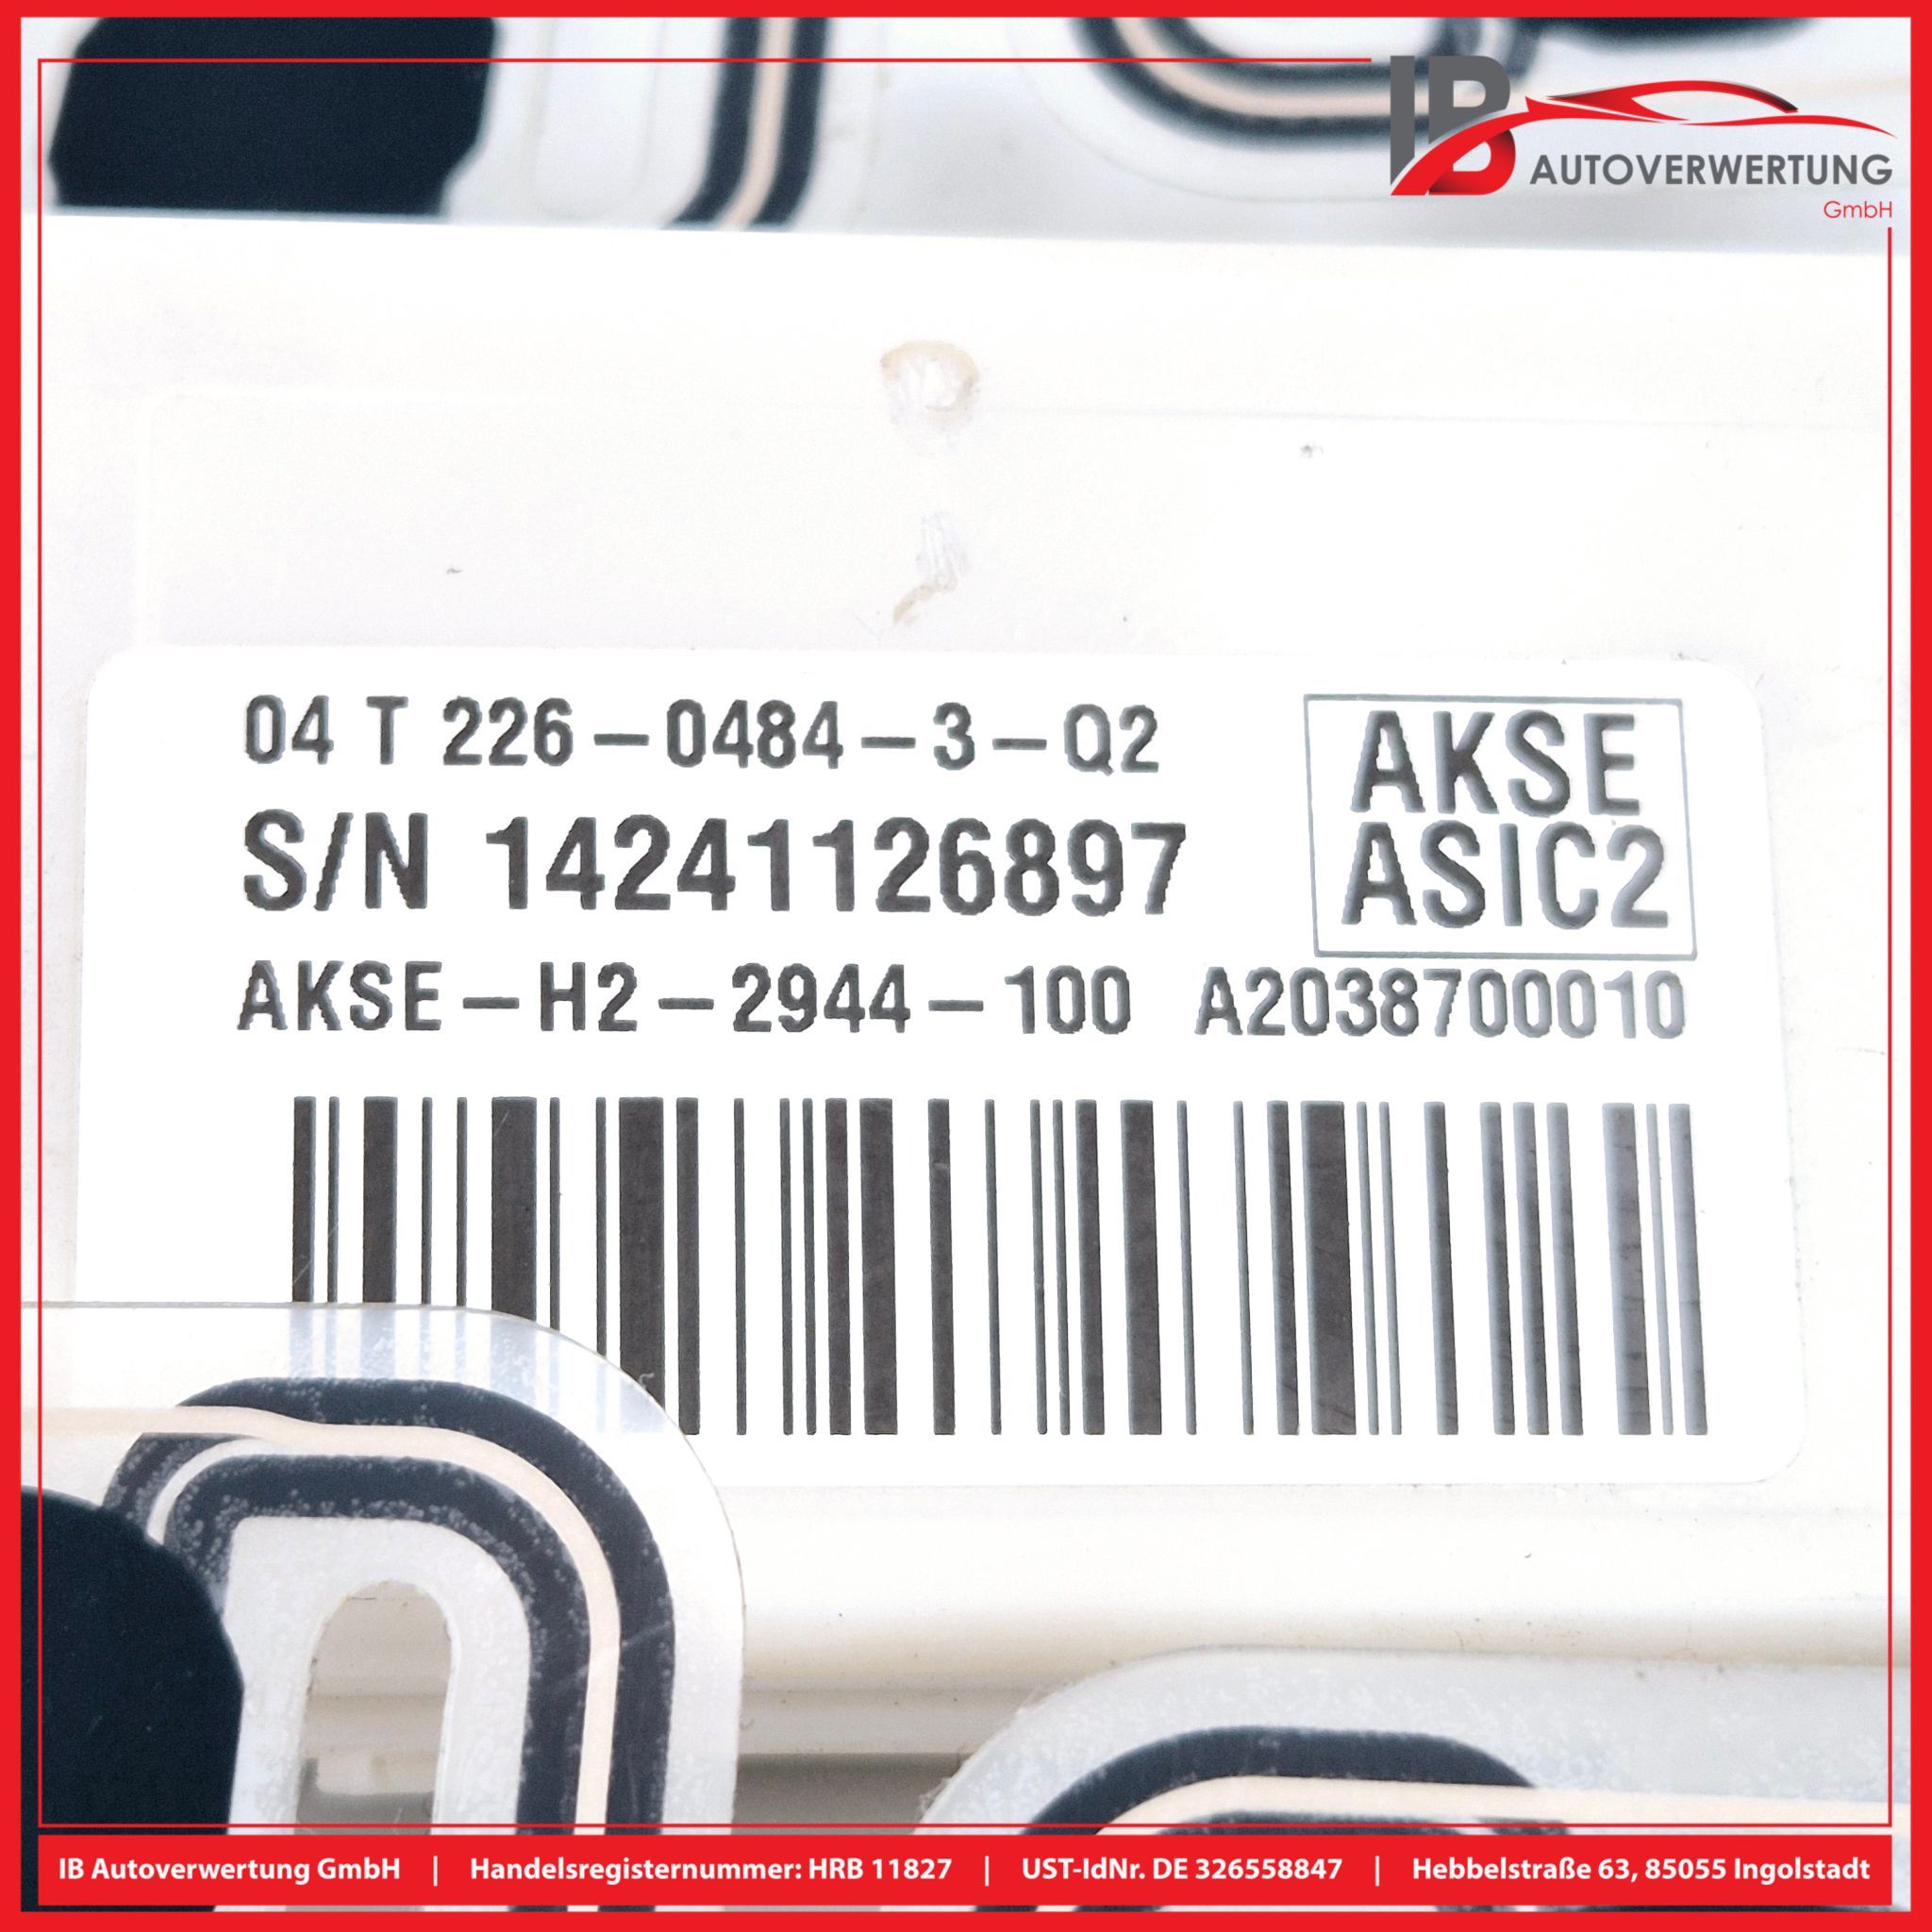 IB
AUTOVERWERTUNG
GmbH
04 T 226-0484-3-Q2
AKSE
ASIC2
S/N 14241126897
AKSE-H2-2944-100 A2038700010
IB Autoverwertung GmbH | Handelsregisternummer: HRB 11827 | UST-IdNr. DE 326558847 | Hebbelstraße 63, 85055 Ingolstadt